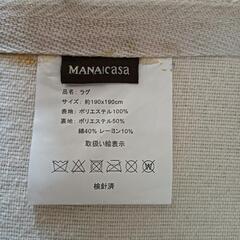 MANA!casa
品名:ラグ
サイズ:約190x190cm
表地:ポリエステル100%
裏地:ポリエステル50%
綿40% レーヨン10%
取扱い絵表示
検針済